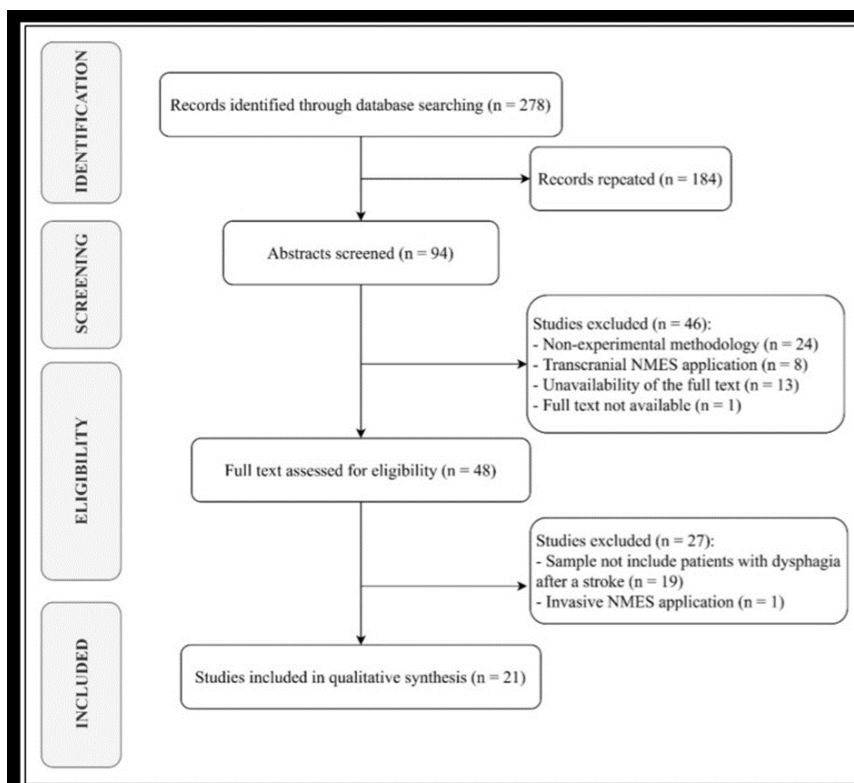 IDENTIFICATION
Records identified through database searching (n = 278)
Records repeated (n = 184)
SCREENING
Abstracts screened (n = 94)
Studies excluded (n = 46):
- Non-experimental methodology (n = 24)
- Transcranial NMES application (n = 8)
- Unavailability of the full text (n = 13)
- Full text not available (n = 1)
ELIGIBILITY
Full text assessed for eligibility (n = 48)
Studies excluded (n = 27):
- Sample not include patients with dysphagia
after a stroke (n = 19)
- Invasive NMES application (n = 1)
INCLUDED
Studies included in qualitative synthesis (n = 21)